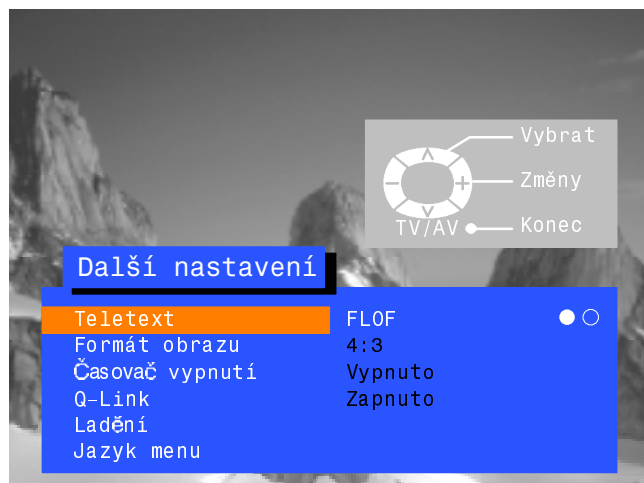 Vybrat
Změny
TV/AV Konec
Další nastavení
Teletext FLOF
Formát obrazu 4:3
Časovač vypnutí Vypnuto
Q-Link Zapnuto
Ladění
Jazyk menu